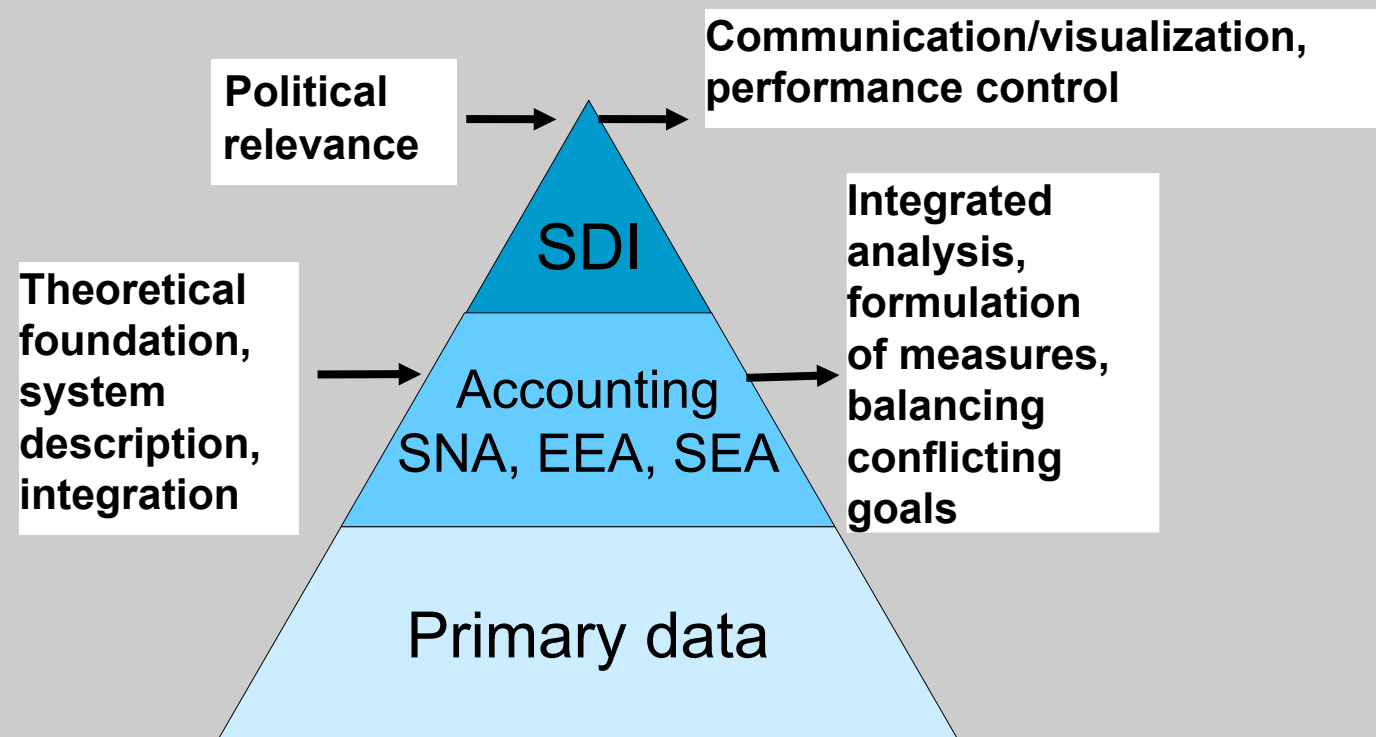 Communication/visualization,
performance control
Political
relevance
SDI
Integrated
analysis,
formulation
of measures,
balancing
conflicting
goals
Theoretical
foundation,
system
description,
integration
Accounting
SNA, EEA, SEA
Primary data